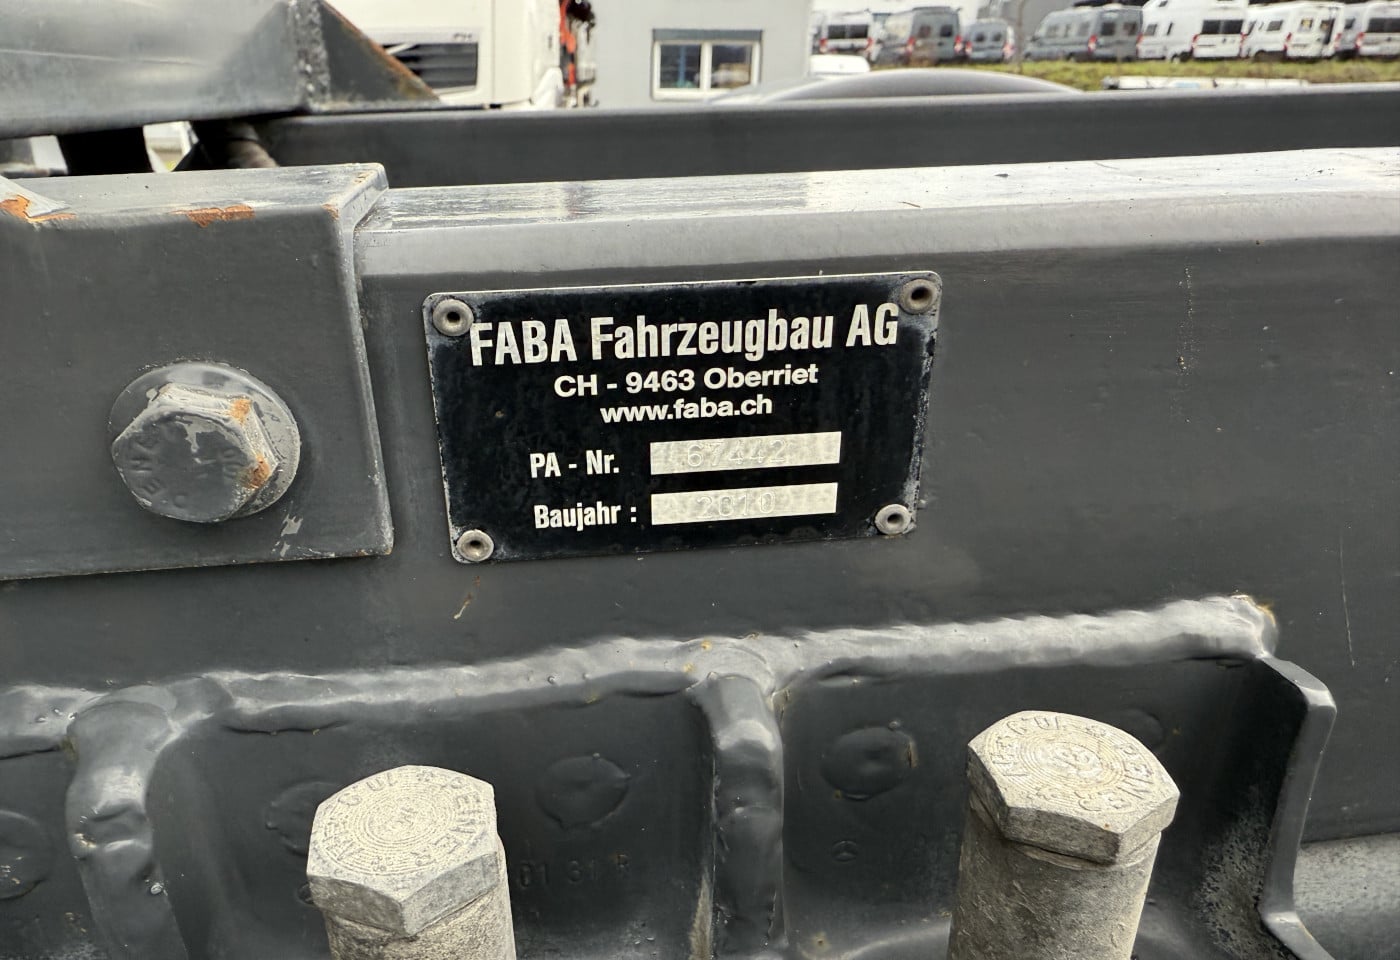 FABA Fahrzeugbau AG
CH - 9463 Oberriet
www.faba.ch
PA - Nr. 67442
Baujahr : 2010